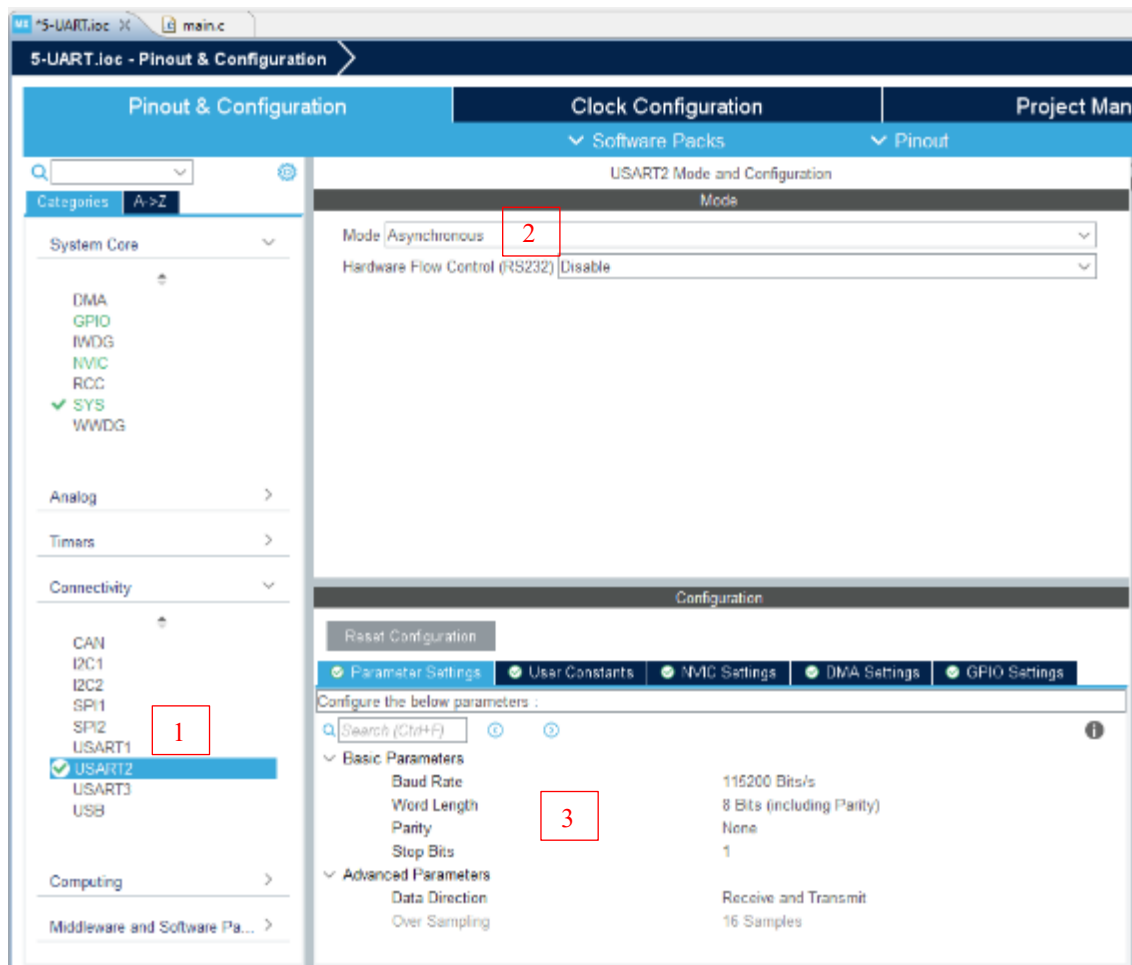 MX *5-UART.ioc X main.c
5-UART.ioc - Pinout & Configuration
Pinout & Configuration Clock Configuration Project Man
Software Packs Pinout
Categories A->Z
System Core
DMA
GPIO
IWDG
NVIC
RCC
SYS
WWDG
Analog
Timers
Connectivity
CAN
I2C1
I2C2
SPI1
SPI2
1
USART1
USART2
USART3
USB
Computing
Middleware and Software Pa...
USART2 Mode and Configuration
Mode
Mode Asynchronous 2
Hardware Flow Control (RS232) Disable
Configuration
Reset Configuration
Parameter Settings User Constants NVIC Settings DMA Settings GPIO Settings
Configure the below parameters :
Search (Ctrl+F)
Basic Parameters
Baud Rate 115200 Bits/s
Word Length 8 Bits (including Parity)
3
Parity None
Stop Bits 1
Advanced Parameters
Data Direction Receive and Transmit
Over Sampling 16 Samples